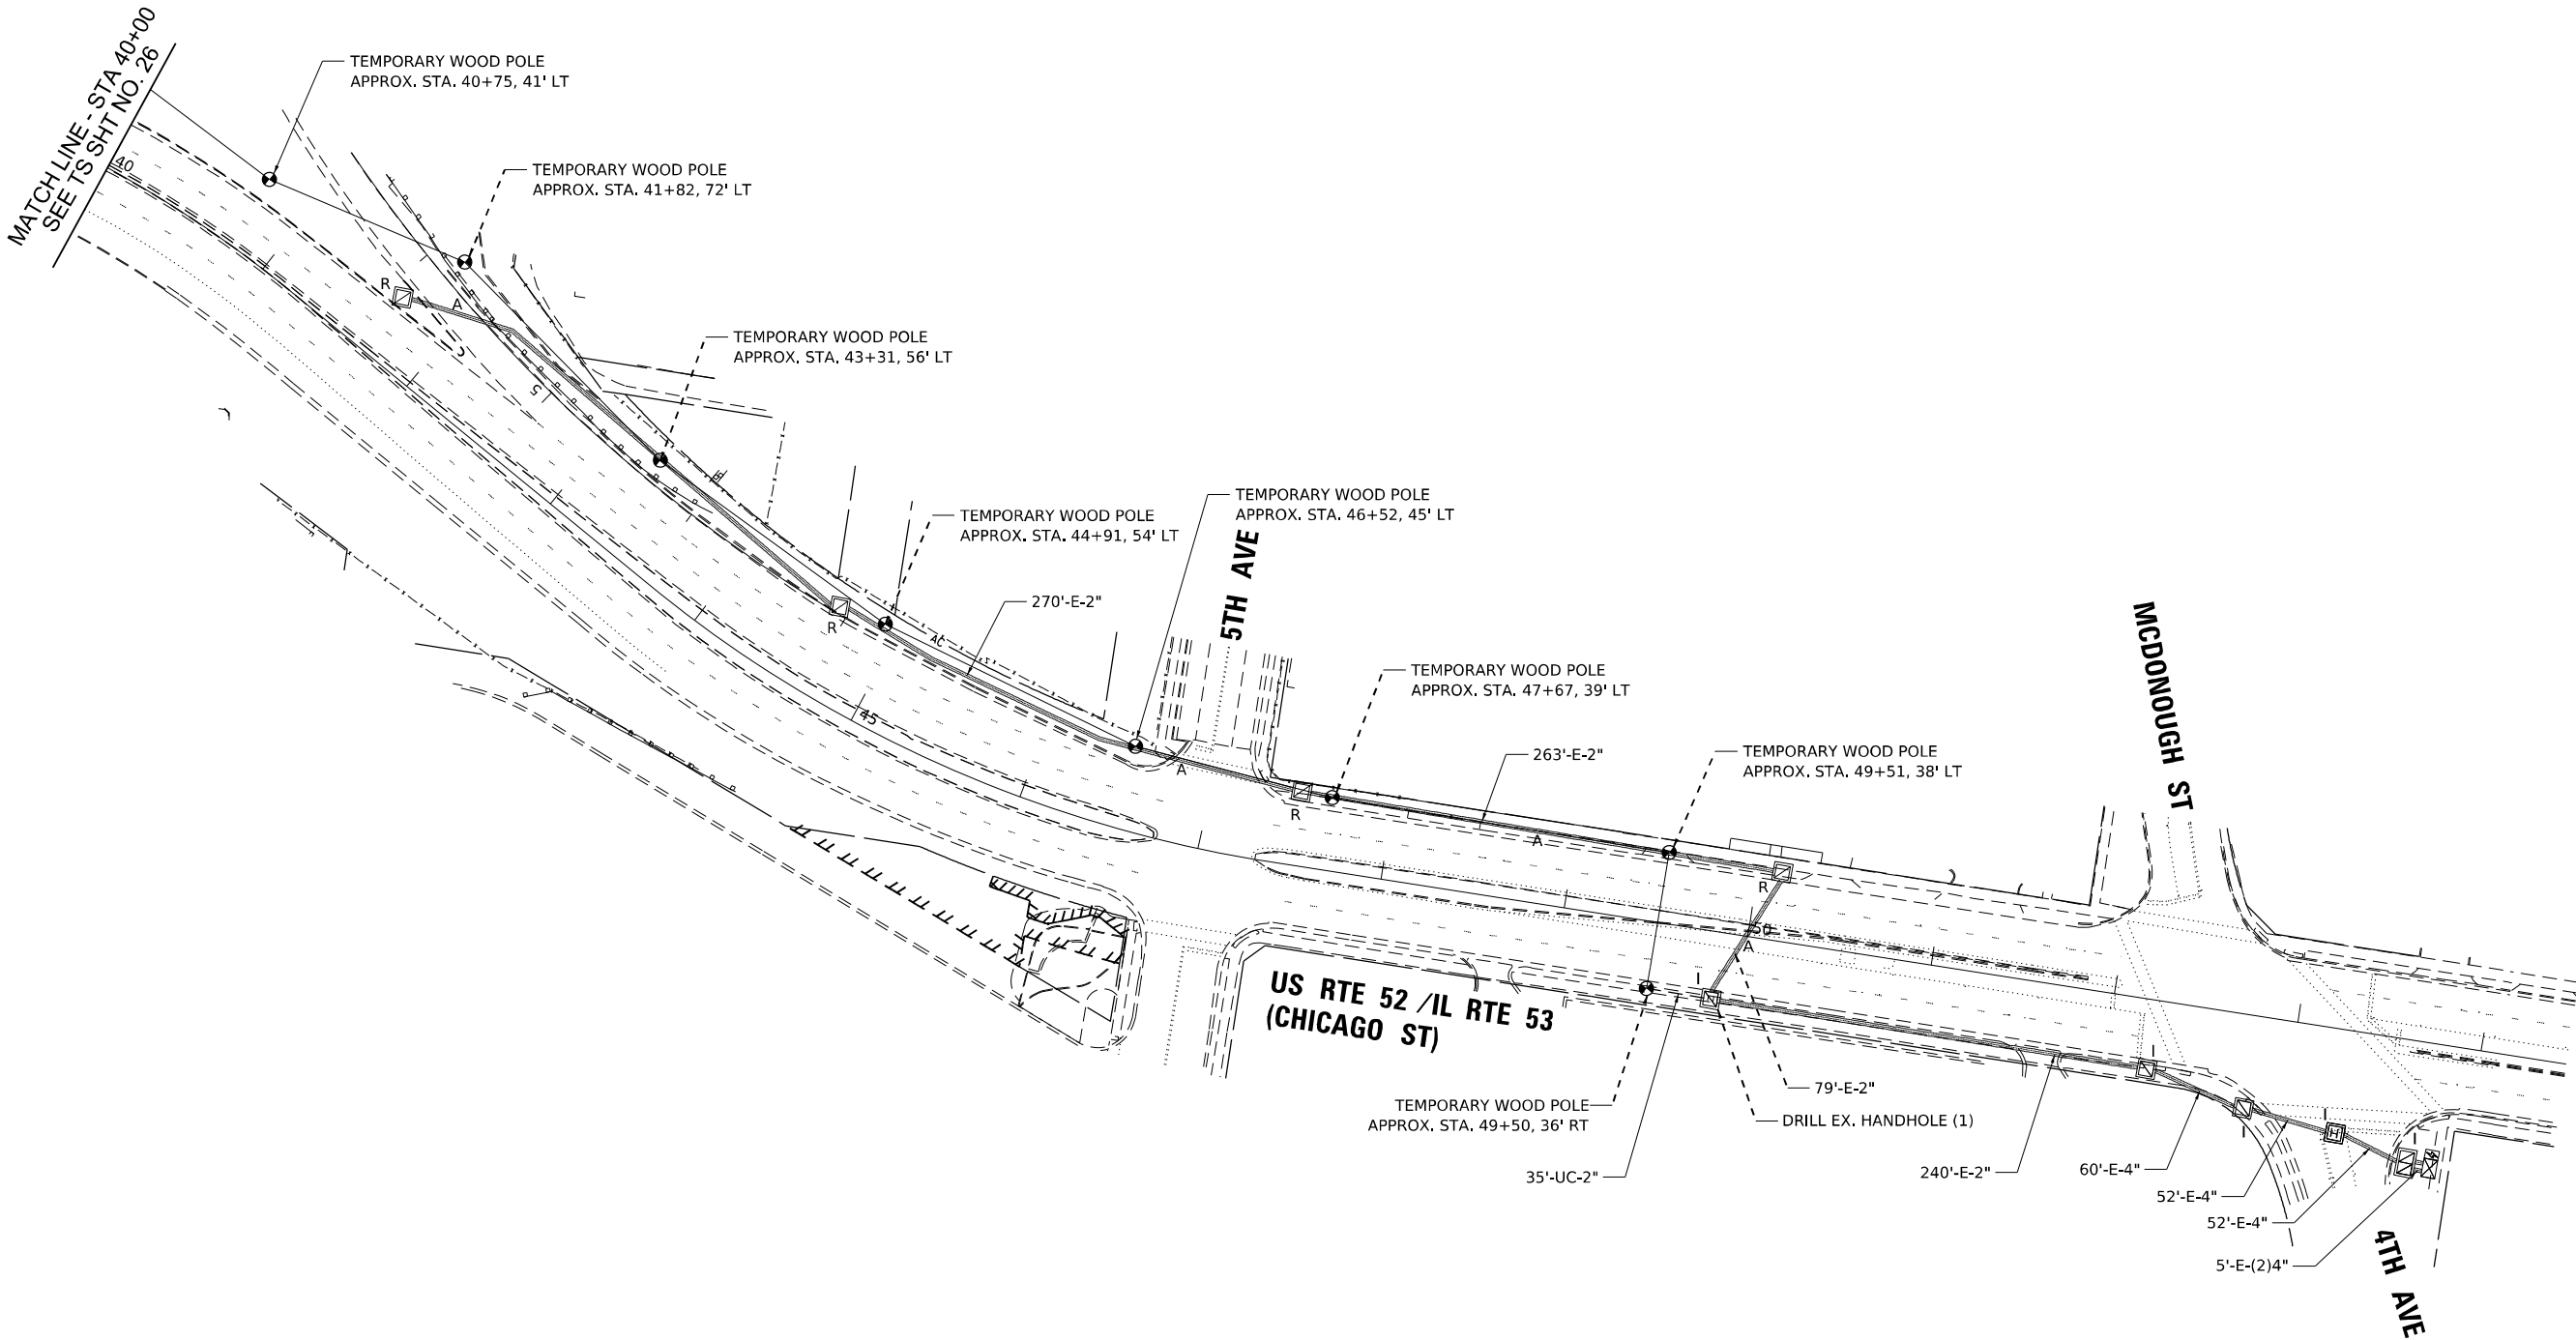 MATCH LINE - STA 40+00
SEE TS SHT NO. 26
TEMPORARY WOOD POLE
APPROX. STA. 40+75, 41' LT
40
TEMPORARY WOOD POLE
APPROX. STA. 41+82, 72' LT
R
A
TEMPORARY WOOD POLE
APPROX. STA. 43+31, 56' LT
5
TEMPORARY WOOD POLE
APPROX. STA. 44+91, 54' LT
TEMPORARY WOOD POLE
APPROX. STA. 46+52, 45' LT
5TH AVE
270'-E-2"
R
AC
45
A
TEMPORARY WOOD POLE
APPROX. STA. 47+67, 39' LT
R
263'-E-2"
A
TEMPORARY WOOD POLE
APPROX. STA. 49+51, 38' LT
MCDONOUGH ST
R
50
A
I
US RTE 52 /IL RTE 53
(CHICAGO ST)
TEMPORARY WOOD POLE
APPROX. STA. 49+50, 36' RT
79'-E-2"
DRILL EX. HANDHOLE (1)
35'-UC-2"
240'-E-2"
I
60'-E-4"
I
52'-E-4"
I
H
52'-E-4"
I
5'-E-(2)4"
4TH AVE